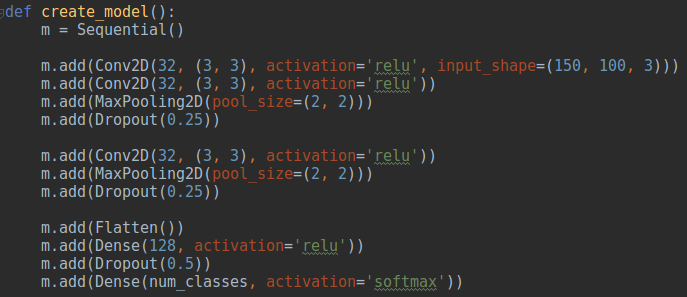 def create_model():
    m = Sequential()

    m.add(Conv2D(32, (3, 3), activation='relu', input_shape=(150, 100, 3)))
    m.add(Conv2D(32, (3, 3), activation='relu'))
    m.add(MaxPooling2D(pool_size=(2, 2)))
    m.add(Dropout(0.25))

    m.add(Conv2D(32, (3, 3), activation='relu'))
    m.add(MaxPooling2D(pool_size=(2, 2)))
    m.add(Dropout(0.25))

    m.add(Flatten())
    m.add(Dense(128, activation='relu'))
    m.add(Dropout(0.5))
    m.add(Dense(num_classes, activation='softmax'))